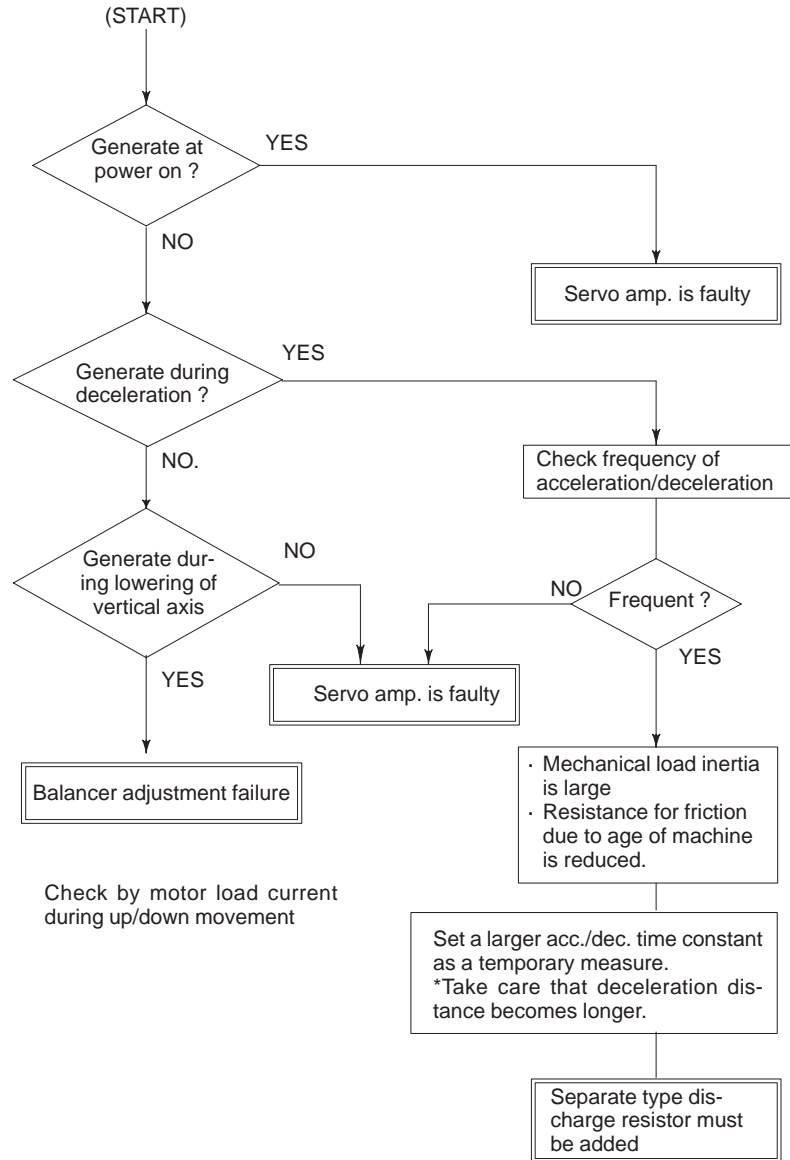 (START)
Generate at
power on ?
YES
NO
Servo amp. is faulty
Generate during
deceleration ?
YES
NO.
Check frequency of
acceleration/deceleration
Generate dur-
ing lowering of
vertical axis
NO
YES
NO
Frequent ?
YES
Servo amp. is faulty
Balancer adjustment failure
· Mechanical load inertia
is large
· Resistance for friction
due to age of machine
is reduced.
Check by motor load current
during up/down movement
Set a larger acc./dec. time constant
as a temporary measure.
*Take care that deceleration dis-
tance becomes longer.
Separate type dis-
charge resistor must
be added